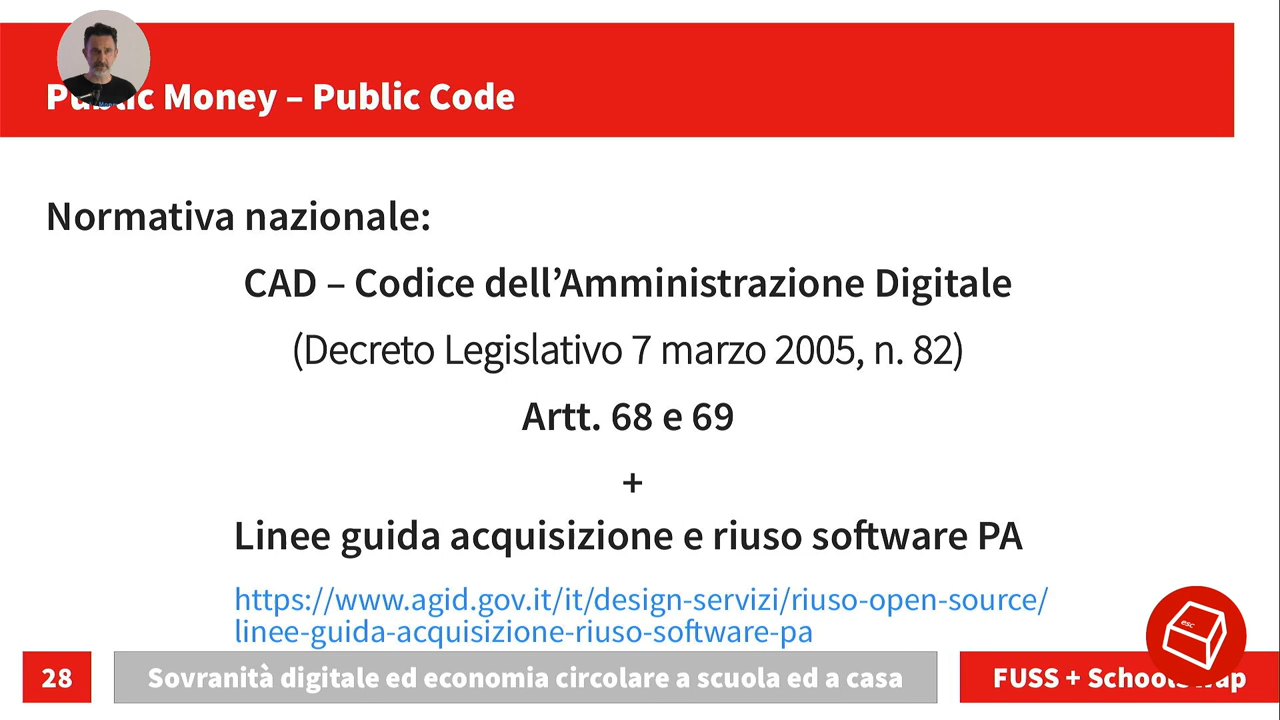 Public Money – Public Code
Normativa nazionale:
CAD – Codice dell’Amministrazione Digitale
(Decreto Legislativo 7 marzo 2005, n. 82)
Artt. 68 e 69
+
Linee guida acquisizione e riuso software PA
https://www.agid.gov.it/it/design-servizi/riuso-open-source/
linee-guida-acquisizione-riuso-software-pa
28
Sovranità digitale ed economia circolare a scuola ed a casa
FUSS + SchoolSwap
esc